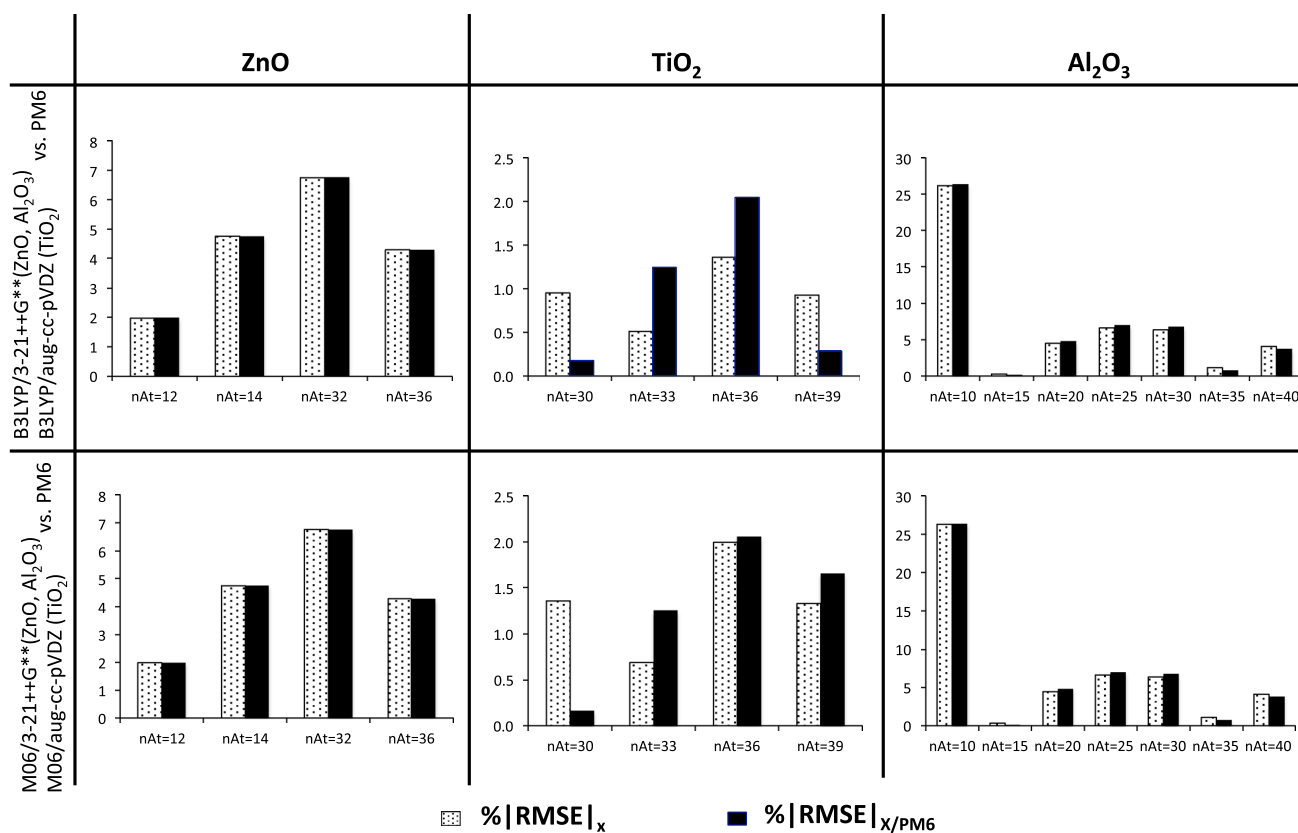 ZnO
TiO₂
Al₂O₃
B3LYP/3-21++G**(ZnO, Al₂O₃)
B3LYP/aug-cc-pVDZ (TiO₂)
vs. PM6
8
7
6
5
4
3
2
1
0
nAt=12 nAt=14 nAt=32 nAt=36
2.5
2.0
1.5
1.0
0.5
0.0
nAt=30 nAt=33 nAt=36 nAt=39
30
25
20
15
10
5
0
nAt=10 nAt=15 nAt=20 nAt=25 nAt=30 nAt=35 nAt=40
M06/3-21++G**(ZnO, Al₂O₃)
M06/aug-cc-pVDZ (TiO₂)
vs. PM6
8
7
6
5
4
3
2
1
0
nAt=12 nAt=14 nAt=32 nAt=36
2.5
2.0
1.5
1.0
0.5
0.0
nAt=30 nAt=33 nAt=36 nAt=39
30
25
20
15
10
5
0
nAt=10 nAt=15 nAt=20 nAt=25 nAt=30 nAt=35 nAt=40
%|RMSE|ₓ
%|RMSE|X/PM6